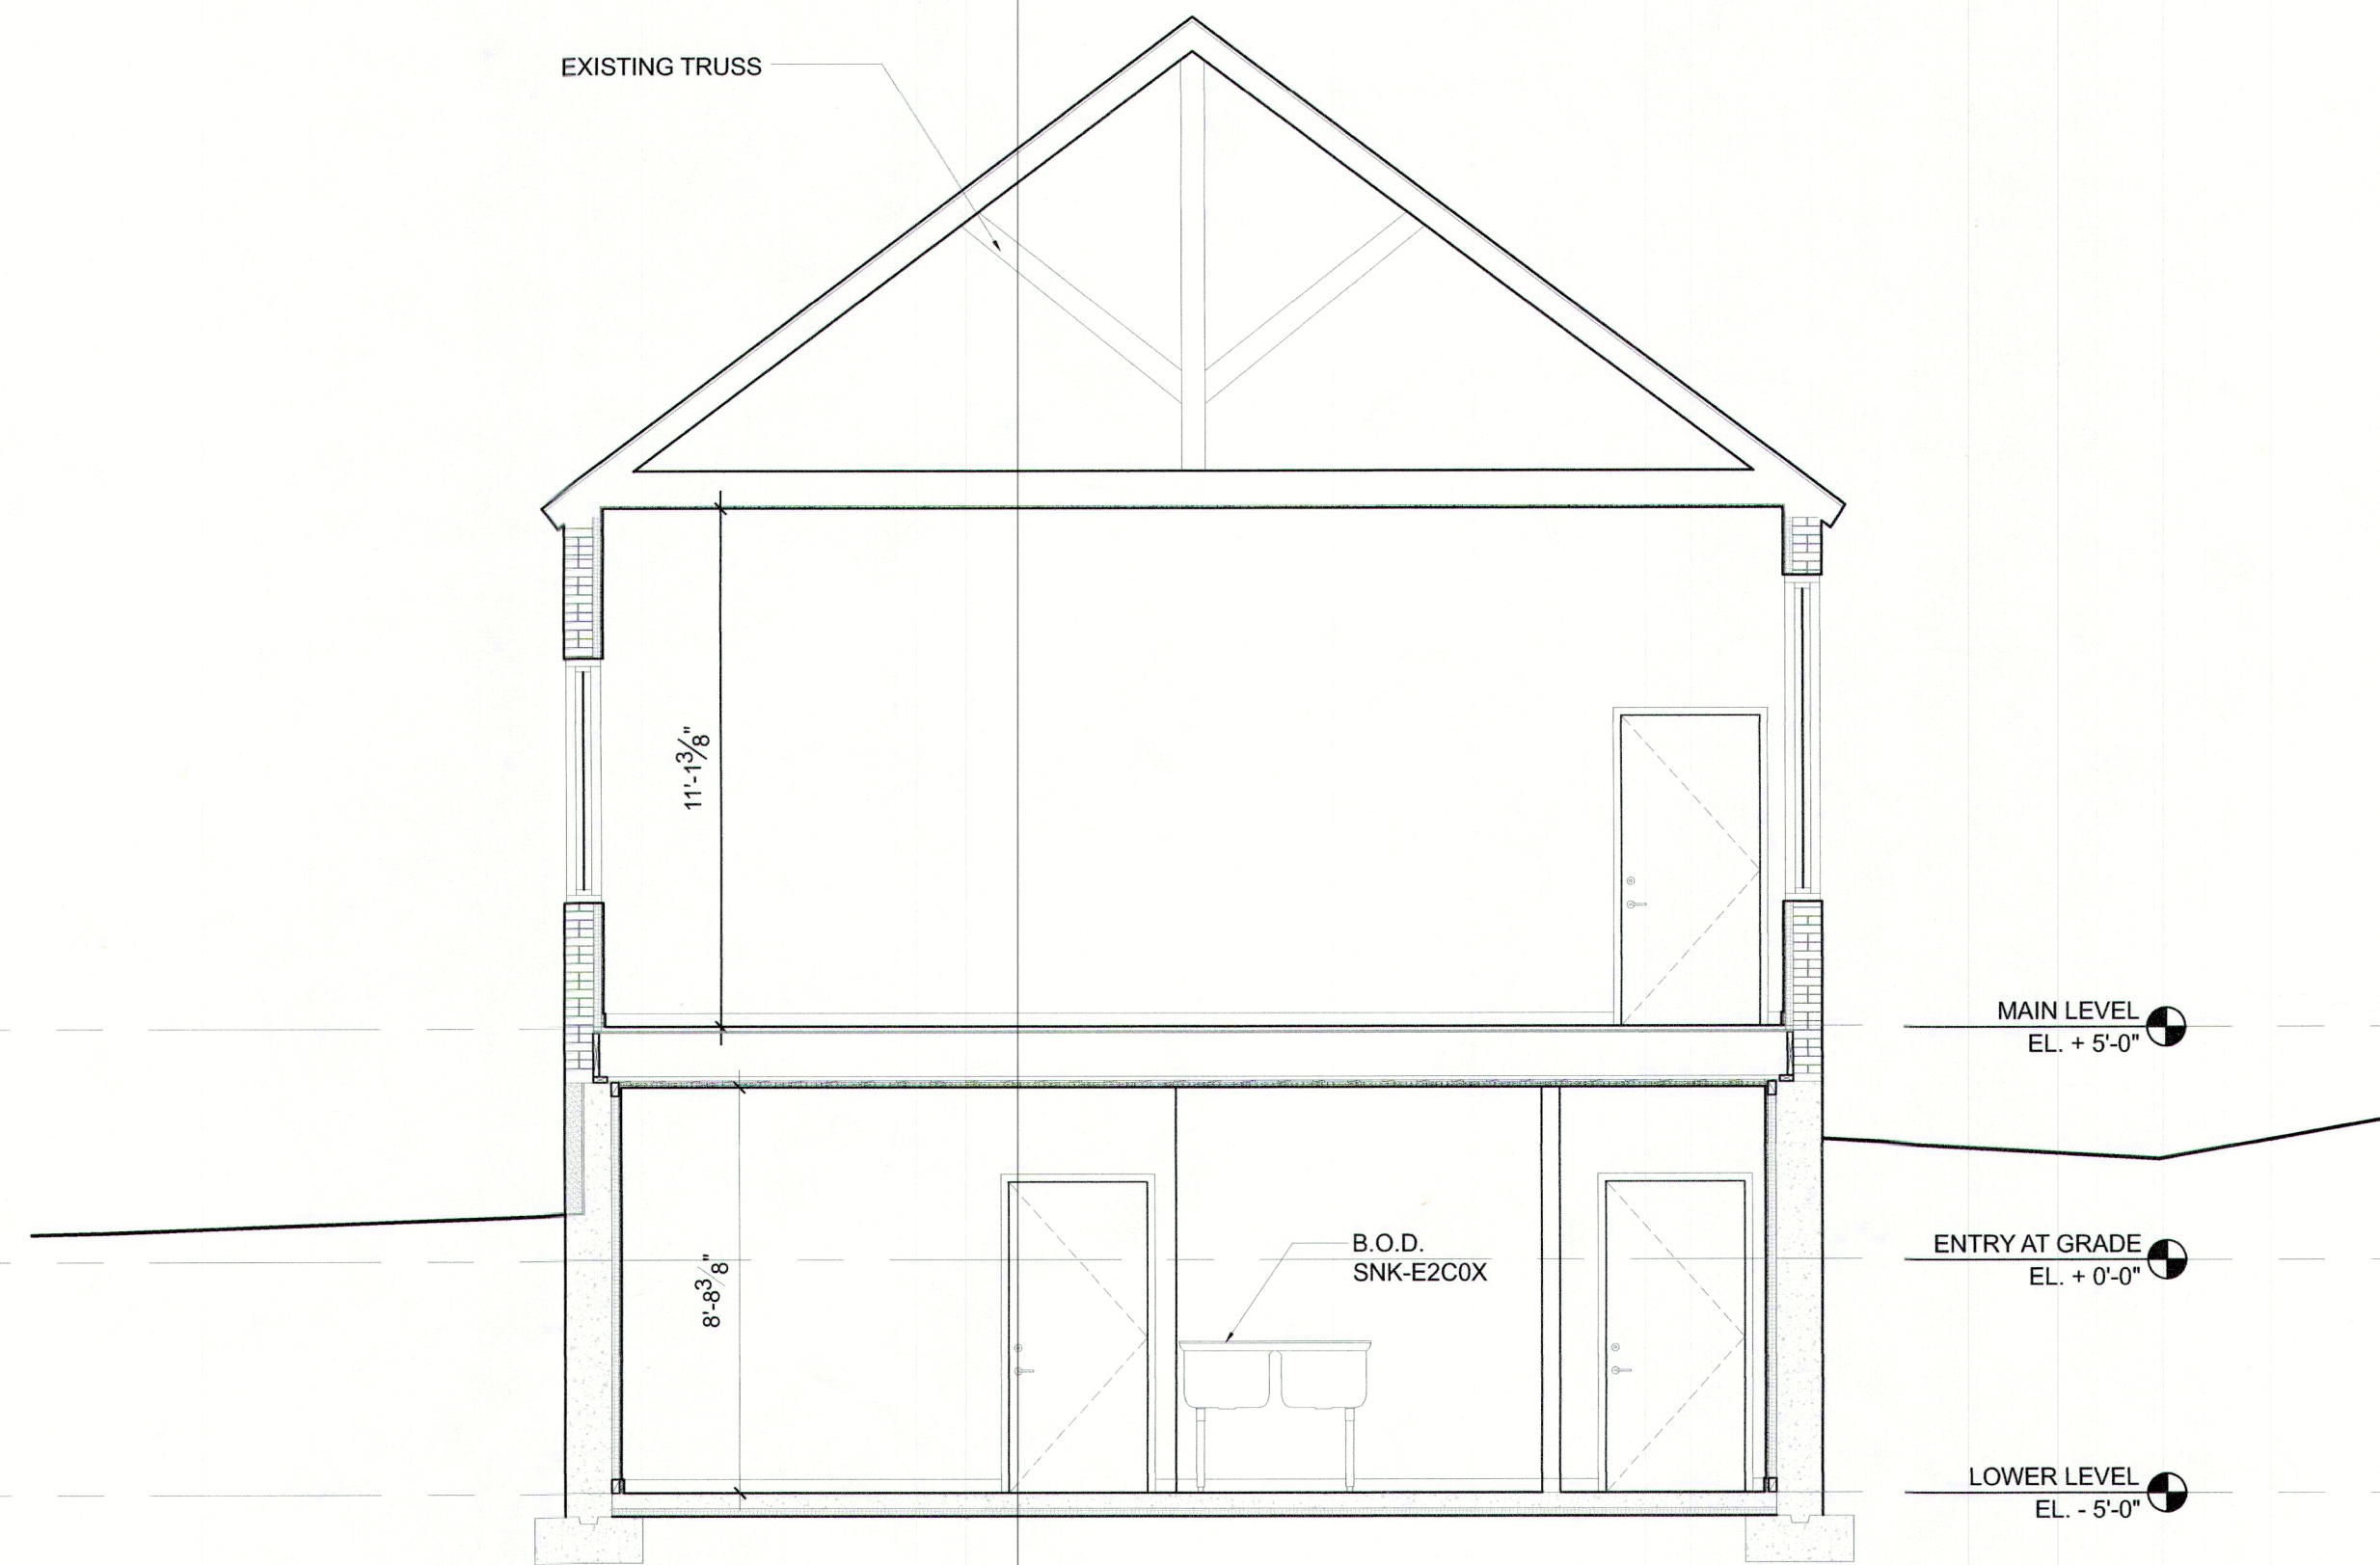 EXISTING TRUSS
11'-1 3/8"
MAIN LEVEL
EL. + 5'-0"
B.O.D.
SNK-E2C0X
ENTRY AT GRADE
EL. + 0'-0"
8'-8 3/8"
LOWER LEVEL
EL. - 5'-0"